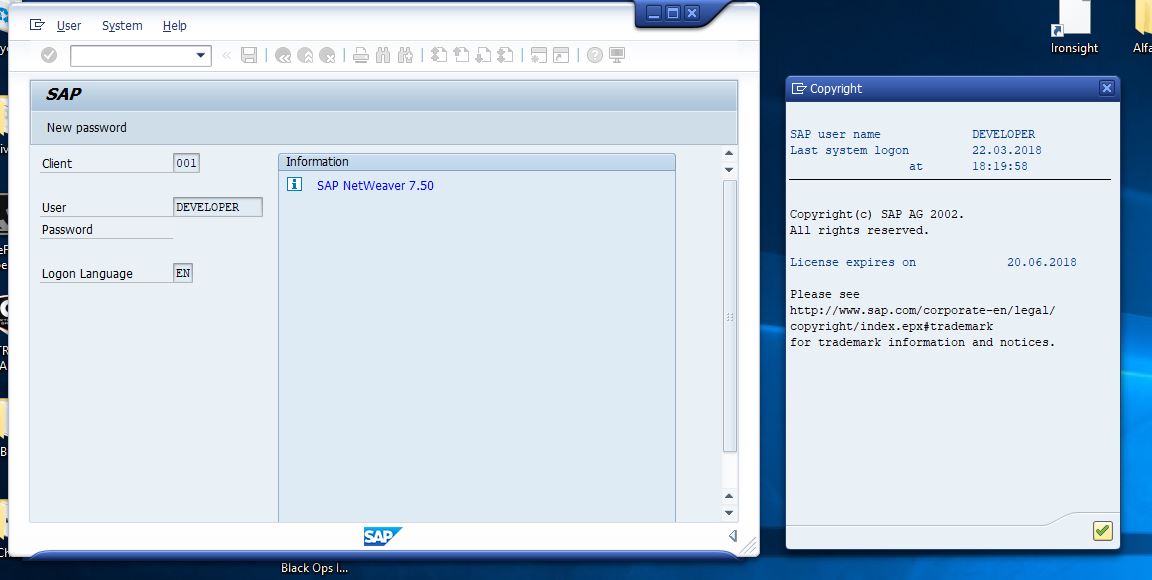 User System Help
SAP
New password
Client 001
Information
SAP NetWeaver 7.50
User DEVELOPER
Password
Logon Language EN
SAP
Black Ops I...
Ironsight
Alfa
Copyright
SAP user name DEVELOPER
Last system logon 22.03.2018
at 18:19:58
Copyright(c) SAP AG 2002.
All rights reserved.
License expires on 20.06.2018
Please see
http://www.sap.com/corporate-en/legal/
copyright/index.epx#trademark
for trademark information and notices.